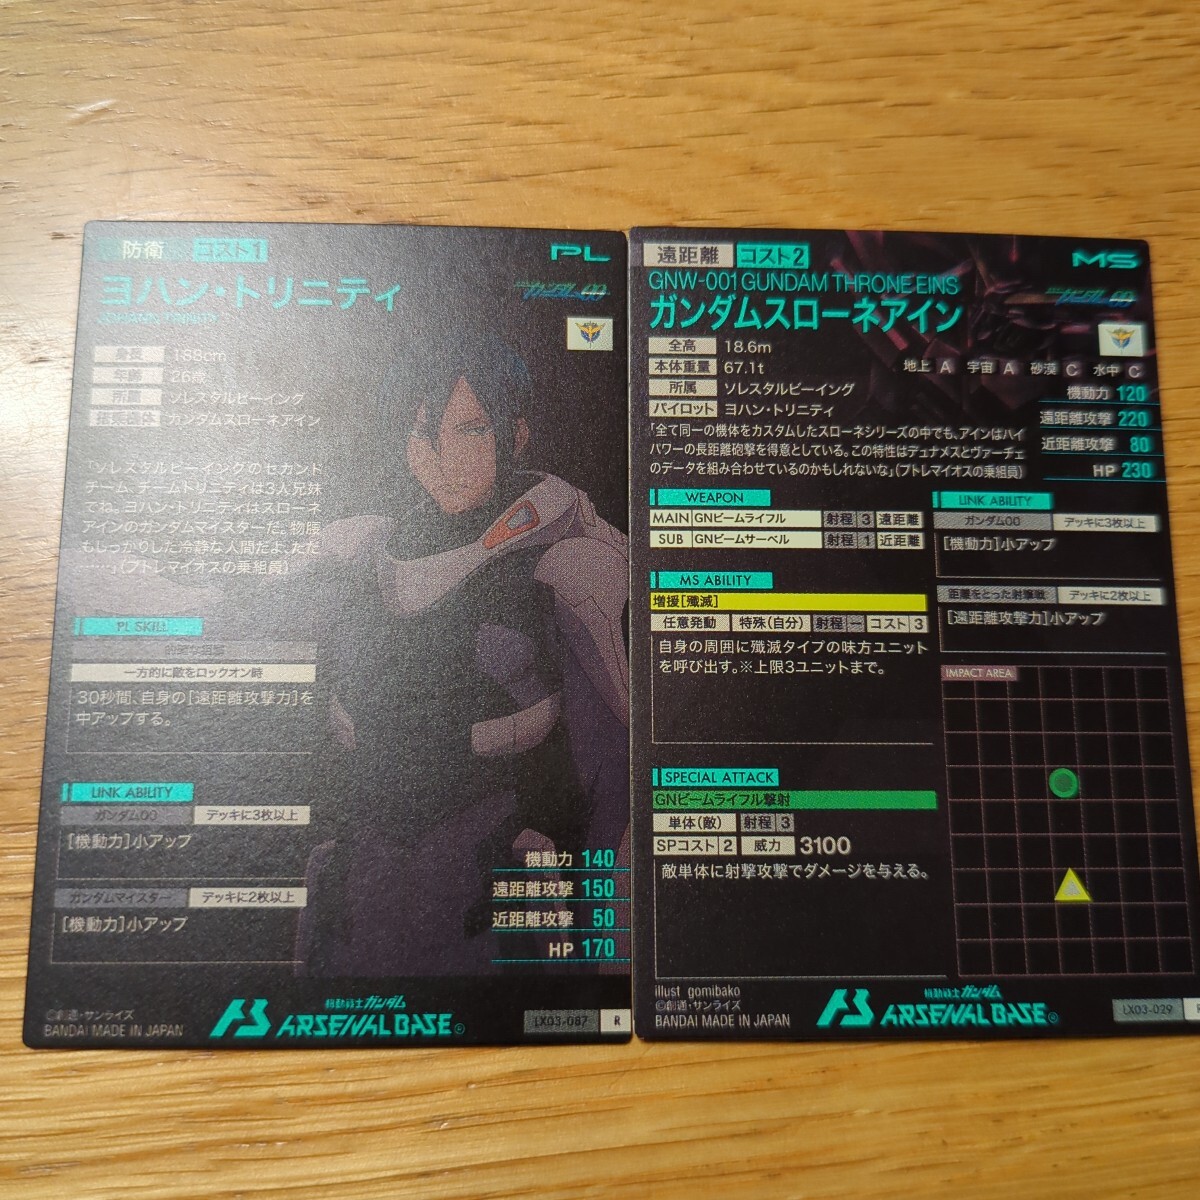 防衛 コスト1 PL
ヨハン・トリニティ
JOHANN TRINITY
ガンダム00
身長 188cm
年齢 26歳
所属 ソレスタルビーイング
搭乗機体 ガンダムスローネアイン
「ソレスタルビーイングのセカンド
チーム、チームトリニティは3人兄妹
でね。ヨハン・トリニティはスローネ
アインのガンダムマイスターだ。物腰
もしっかりした冷静な人間だよ、ただ
……」(プトレマイオスの乗組員)
PL SKILL
一方的に敵をロックオン時
30秒間、自身の[遠距離攻撃力]を
中アップする。
LINK ABILITY
ガンダム00 デッキに3枚以上
[機動力]小アップ
ガンダムマイスター デッキに2枚以上
[機動力]小アップ
機動力 140
遠距離攻撃 150
近距離攻撃 50
HP 170
©創通・サンライズ
BANDAI MADE IN JAPAN
機動戦士ガンダム
ARSENAL BASE
LX03-087 R
遠距離 コスト2 MS
GNW-001 GUNDAM THRONE EINS
ガンダムスローネアイン
ガンダム00
全高 18.6m
本体重量 67.1t
所属 ソレスタルビーイング
パイロット ヨハン・トリニティ
地上 A 宇宙 A 砂漠 C 水中 C
機動力 120
遠距離攻撃 220
近距離攻撃 80
HP 230
「全て同一の機体をカスタムしたスローネシリーズの中でも、アインはハイ
パワーの長距離砲撃を得意としている。この特性はデュナメスとヴァーチェ
のデータを組み合わせているのかもしれないな」(プトレマイオスの乗組員)
WEAPON
MAIN GNビームライフル 射程 3 遠距離
SUB GNビームサーベル 射程 1 近距離
MS ABILITY
増援[殲滅]
任意発動 特殊(自分) 射程 ー コスト 3
自身の周囲に殲滅タイプの味方ユニット
を呼び出す。※上限3ユニットまで。
SPECIAL ATTACK
GNビームライフル撃射
単体(敵) 射程 3
SPコスト 2 威力 3100
敵単体に射撃攻撃でダメージを与える。
LINK ABILITY
ガンダム00 デッキに3枚以上
[機動力]小アップ
距離をとった射撃戦 デッキに2枚以上
[遠距離攻撃力]小アップ
IMPACT AREA
illust gomibako
©創通・サンライズ
BANDAI MADE IN JAPAN
機動戦士ガンダム
ARSENAL BASE
LX03-029 R